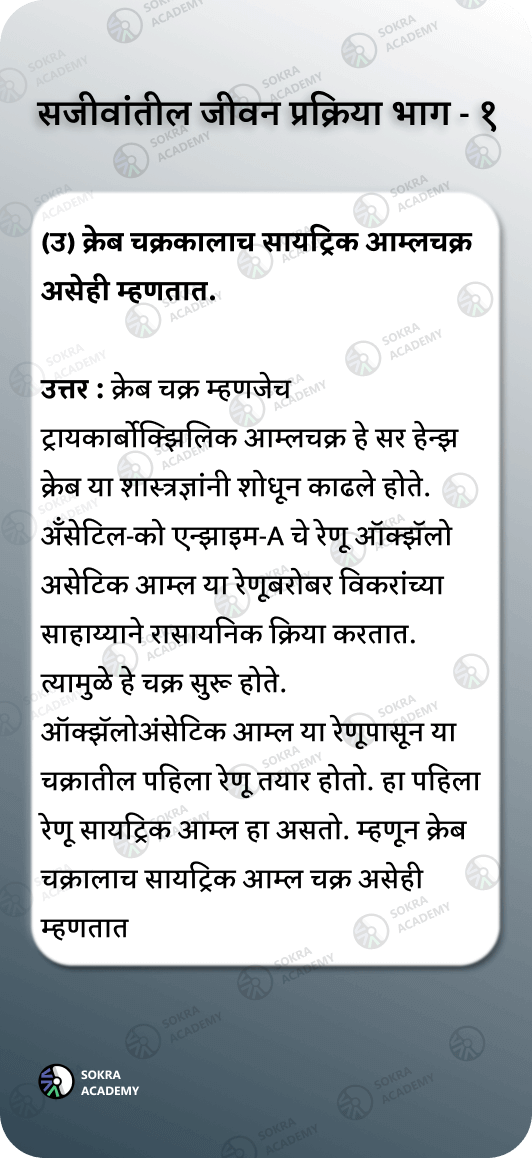 सजीवांतील जीवन प्रक्रिया भाग - १
(उ) क्रेब चक्रकालाच सायट्रिक आम्लचक्र
असेही म्हणतात.
उत्तर : क्रेब चक्र म्हणजेच
ट्रायकार्बोक्झिलिक आम्लचक्र हे सर हेन्झ
क्रेब या शास्त्रज्ञांनी शोधून काढले होते.
अँसेटिल-को एन्झाइम-A चे रेणू ऑक्झॅलो
असेटिक आम्ल या रेणूबरोबर विकरांच्या
साहाय्याने रासायनिक क्रिया करतात.
त्यामुळे हे चक्र सुरू होते.
ऑक्झॅलोअंसेटिक आम्ल या रेणूपासून या
चक्रातील पहिला रेणू तयार होतो. हा पहिला
रेणू सायट्रिक आम्ल हा असतो. म्हणून क्रेब
चक्रालाच सायट्रिक आम्ल चक्र असेही
म्हणतात
SOKRA
ACADEMY